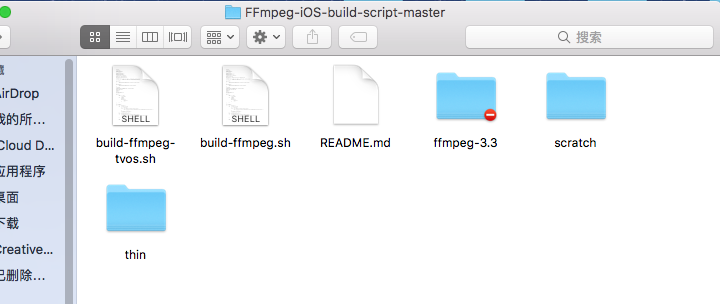 FFmpeg-iOS-build-script-master
搜索
AirDrop
我的所…
iCloud D…
应用程序
桌面
下载
Creative…
已删除…
SHELL
SHELL
build-ffmpeg-
tvos.sh
build-ffmpeg.sh
README.md
ffmpeg-3.3
scratch
thin